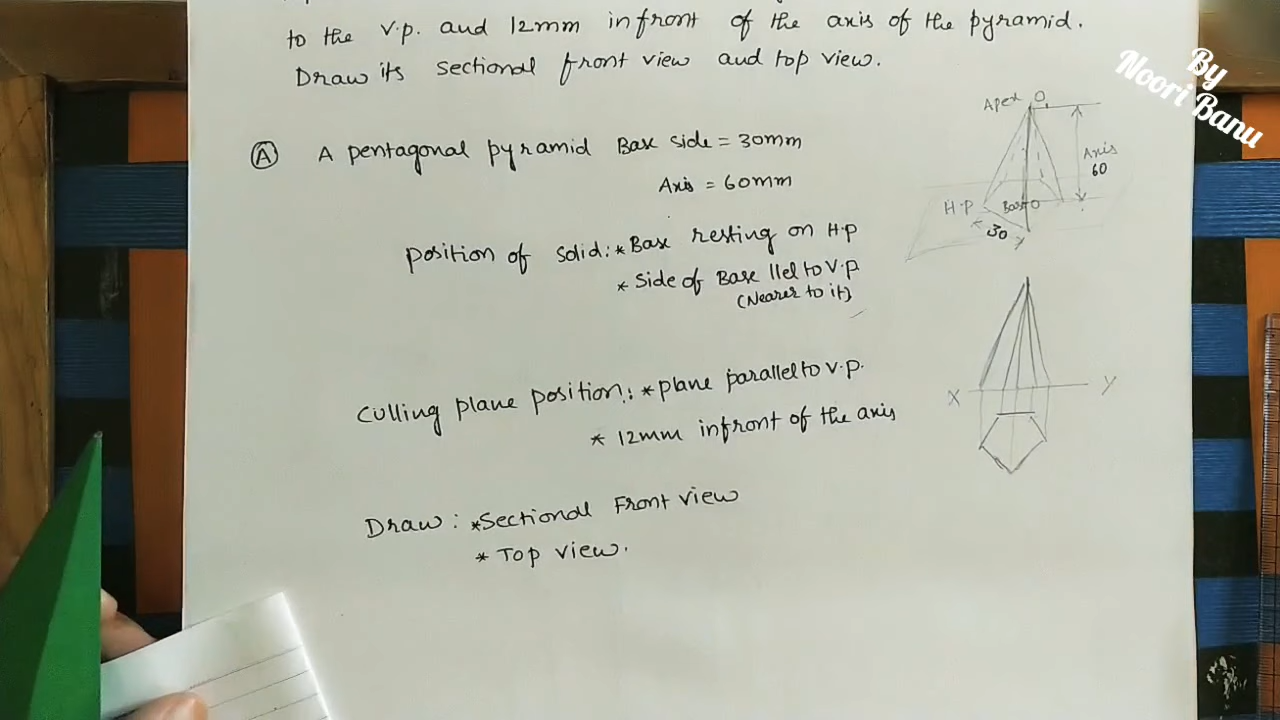 to the V.p. and 12mm infront of the axis of the pyramid.
Draw its sectional front view and top view.
By
Noori Banu
Apex O,
Axis
60
H.P
Base O
30
A A pentagonal pyramid Base side = 30mm
Axis = 60mm
Position of solid: * Base resting on H.p
* Side of Base llel to V.p
(Nearer to it)
Cutting plane position: * plane parallel to v.p.
* 12mm infront of the axis
X Y
Draw: * Sectional Front view
* Top view.